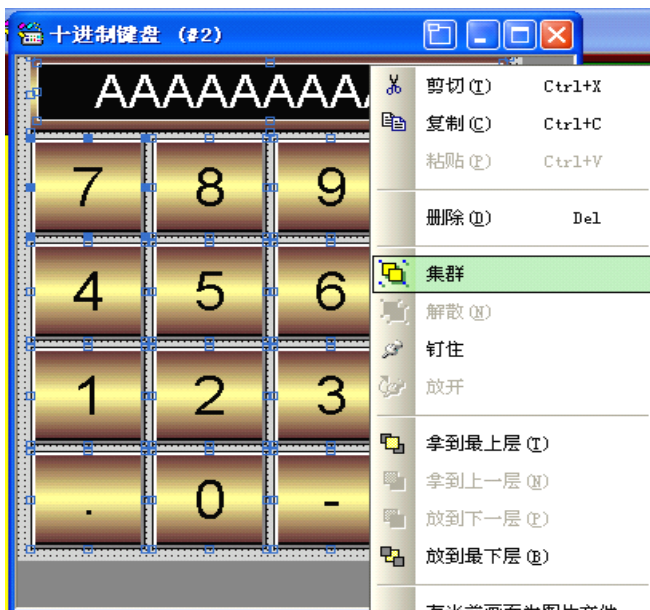 十进制键盘 (#2)
AAAAAAAAA
剪切(T) Ctrl+X
复制(C) Ctrl+C
粘贴(P) Ctrl+V
7 8 9
删除(D) Del
集群
4 5 6
解散(N)
钉住
1 2 3
放开
拿到最上层(T)
拿到上一层(N)
. 0 -
放到下一层(P)
放到最下层(B)